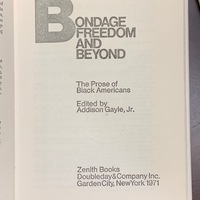 BONDAGE
FREEDOM
AND
BEYOND
The Prose of
Black Americans
Edited by
Addison Gayle, Jr.
Zenith Books
Doubleday & Company Inc.
Garden City, New York 1971